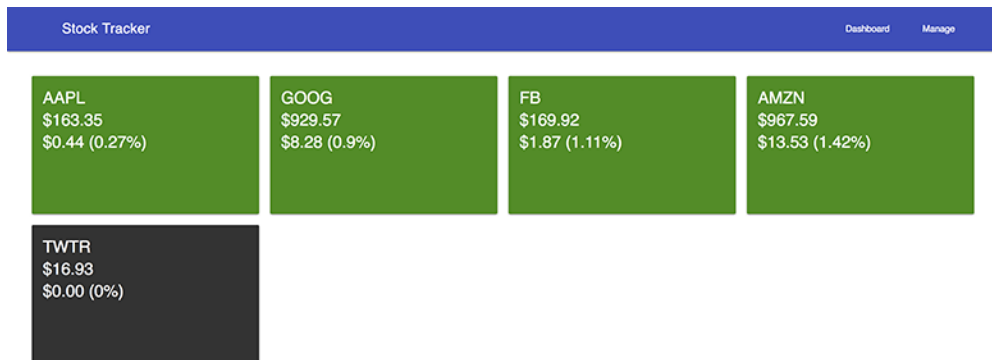 Stock Tracker
Dashboard
Manage
AAPL
$163.35
$0.44 (0.27%)
GOOG
$929.57
$8.28 (0.9%)
FB
$169.92
$1.87 (1.11%)
AMZN
$967.59
$13.53 (1.42%)
TWTR
$16.93
$0.00 (0%)